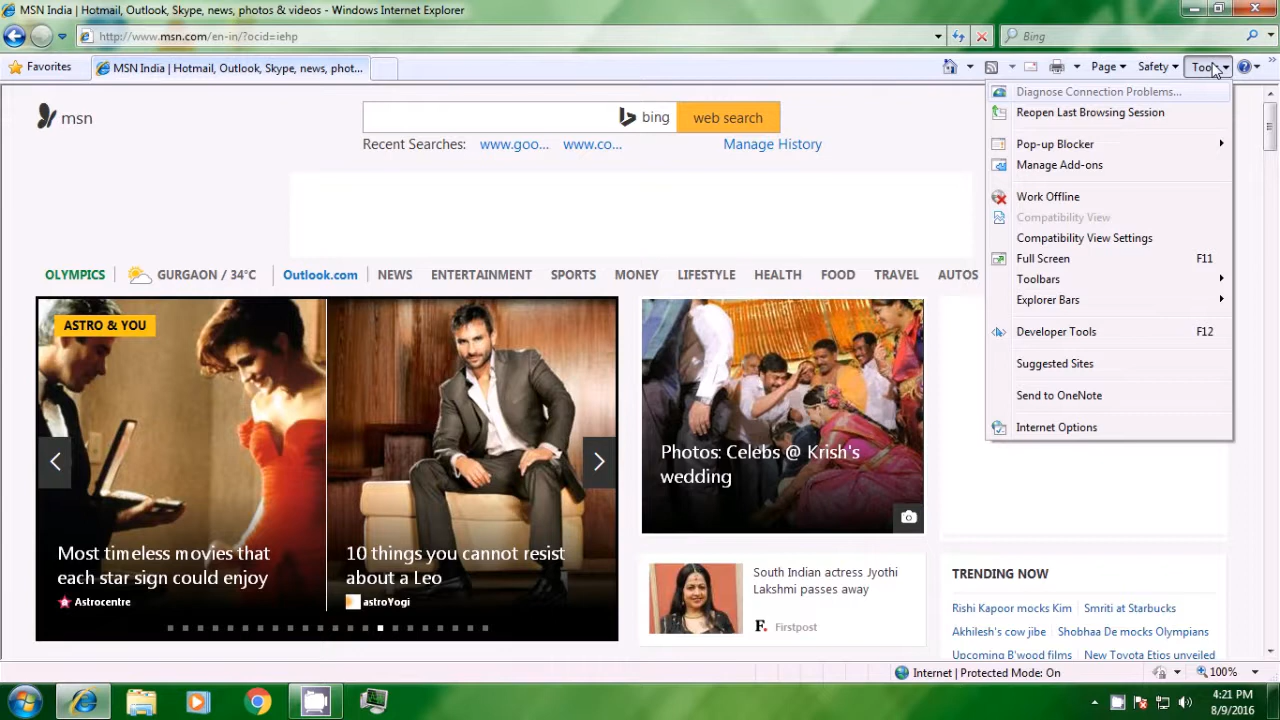 MSN India | Hotmail, Outlook, Skype, news, photos & videos - Windows Internet Explorer
http://www.msn.com/en-in/?ocid=iehp
Bing
Favorites
MSN India | Hotmail, Outlook, Skype, news, phot...
Page
Safety
Diagnose Connection Problems...
Reopen Last Browsing Session
Pop-up Blocker
Manage Add-ons
Work Offline
Compatibility View
Compatibility View Settings
Full Screen F11
Toolbars
Explorer Bars
Developer Tools F12
Suggested Sites
Send to OneNote
Internet Options
msn
bing
web search
Recent Searches: www.goo... www.co... Manage History
OLYMPICS
GURGAON / 34°C
Outlook.com
NEWS ENTERTAINMENT SPORTS MONEY LIFESTYLE HEALTH FOOD TRAVEL AUTOS
ASTRO & YOU
Most timeless movies that
each star sign could enjoy
Astrocentre
10 things you cannot resist
about a Leo
astroYogi
Photos: Celebs @ Krish's
wedding
South Indian actress Jyothi
Lakshmi passes away
F. Firstpost
TRENDING NOW
Rishi Kapoor mocks Kim Smriti at Starbucks
Akhilesh's cow jibe Shobhaa De mocks Olympians
Upcoming B'wood films New Toyota Etios unveiled
Internet | Protected Mode: On
100%
4:21 PM
8/9/2016